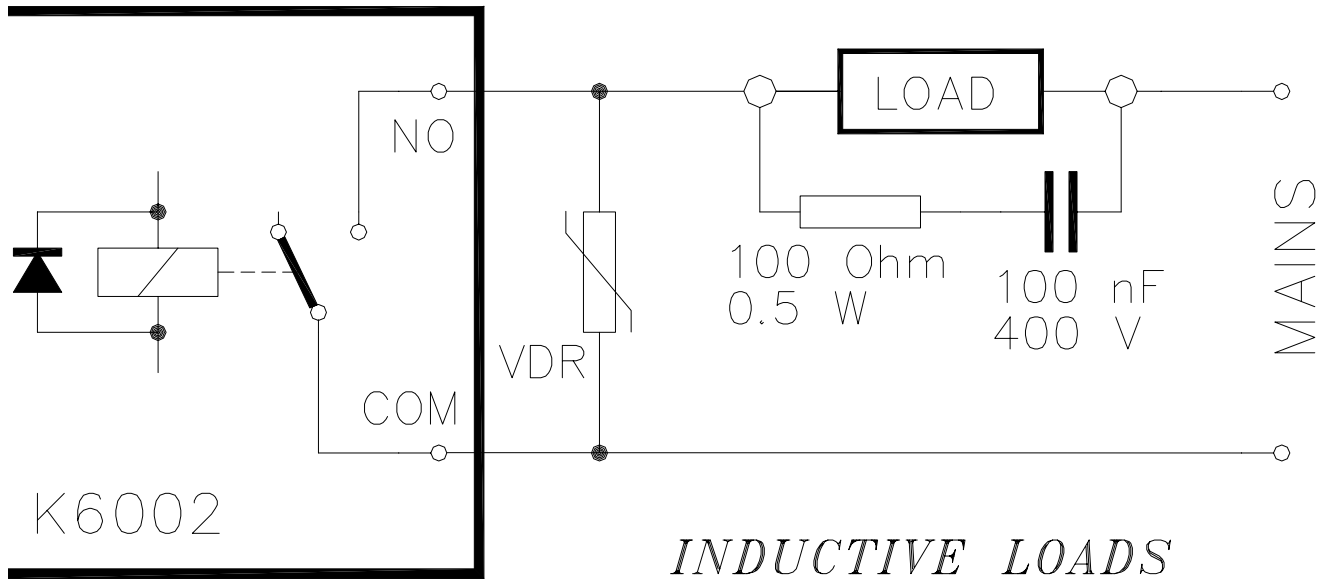 LOAD
NO
100 Ohm
0.5 W
100 nF
400 V
MAINS
VDR
COM
K6002
INDUCTIVE LOADS